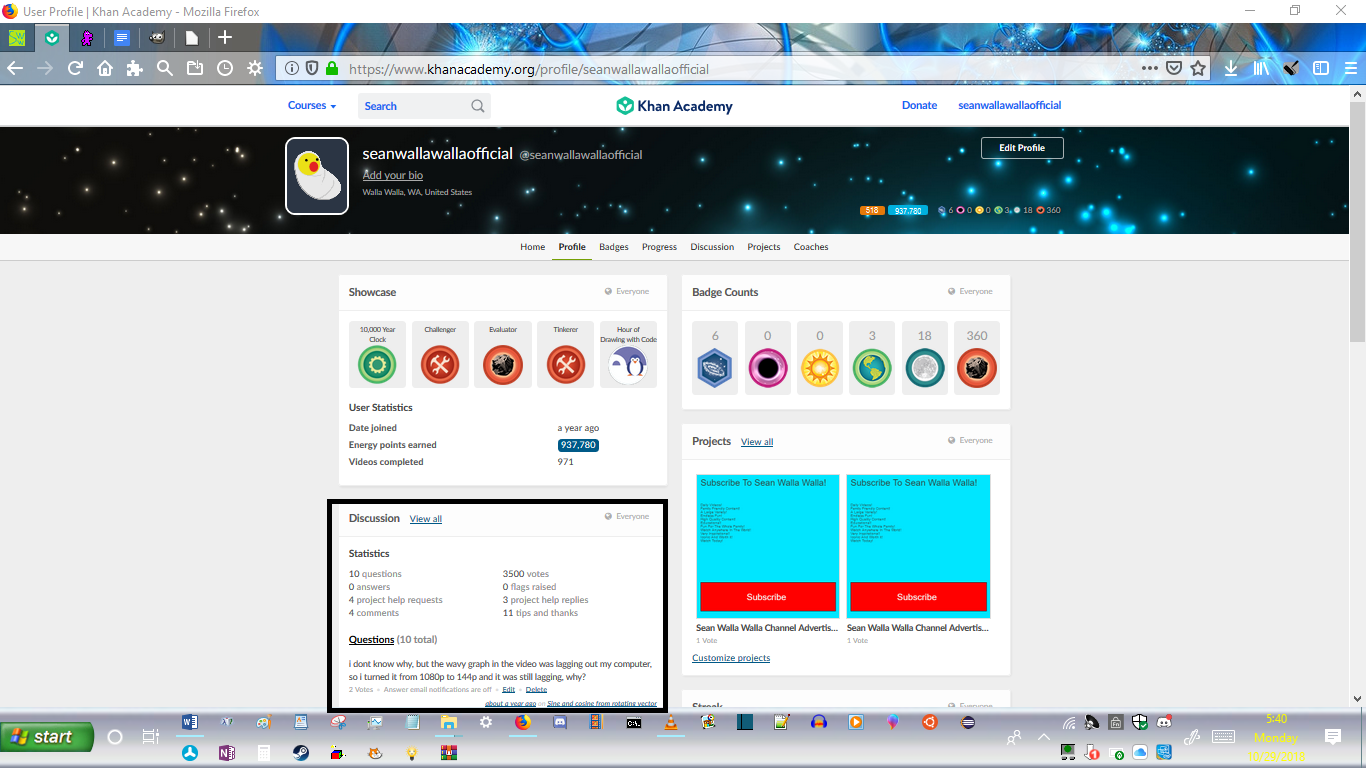 User Profile | Khan Academy - Mozilla Firefox
https://www.khanacademy.org/profile/seanwallawallaofficial
Courses
Search
Khan Academy
Donate
seanwallawallaofficial
seanwallawallaofficial @seanwallawallaofficial
Edit Profile
Add your bio
Walla Walla, WA, United States
518 937,780 6 0 0 3 18 360
Home Profile Badges Progress Discussion Projects Coaches
Showcase Everyone
10,000 Year Clock
Challenger
Evaluator
Tinkerer
Hour of Drawing with Code
User Statistics
Date joined a year ago
Energy points earned 937,780
Videos completed 971
Badge Counts Everyone
6 0 0 3 18 360
Projects View all Everyone
Subscribe To Sean Walla Walla!
Subscribe
Sean Walla Walla Channel Advertis...
1 Vote
Subscribe To Sean Walla Walla!
Subscribe
Sean Walla Walla Channel Advertis...
1 Vote
Customize projects
Discussion View all Everyone
Statistics
10 questions 3500 votes
0 answers 0 flags raised
4 project help requests 3 project help replies
4 comments 11 tips and thanks
Questions (10 total)
i dont know why, but the wavy graph in the video was lagging out my computer,
so i turned it from 1080p to 144p and it was still lagging, why?
2 Votes • Answer email notifications are off • Edit • Delete
about a year ago on Sine and cosine from rotating vector
Streak Everyone
start
5:40
Monday
10/29/2018